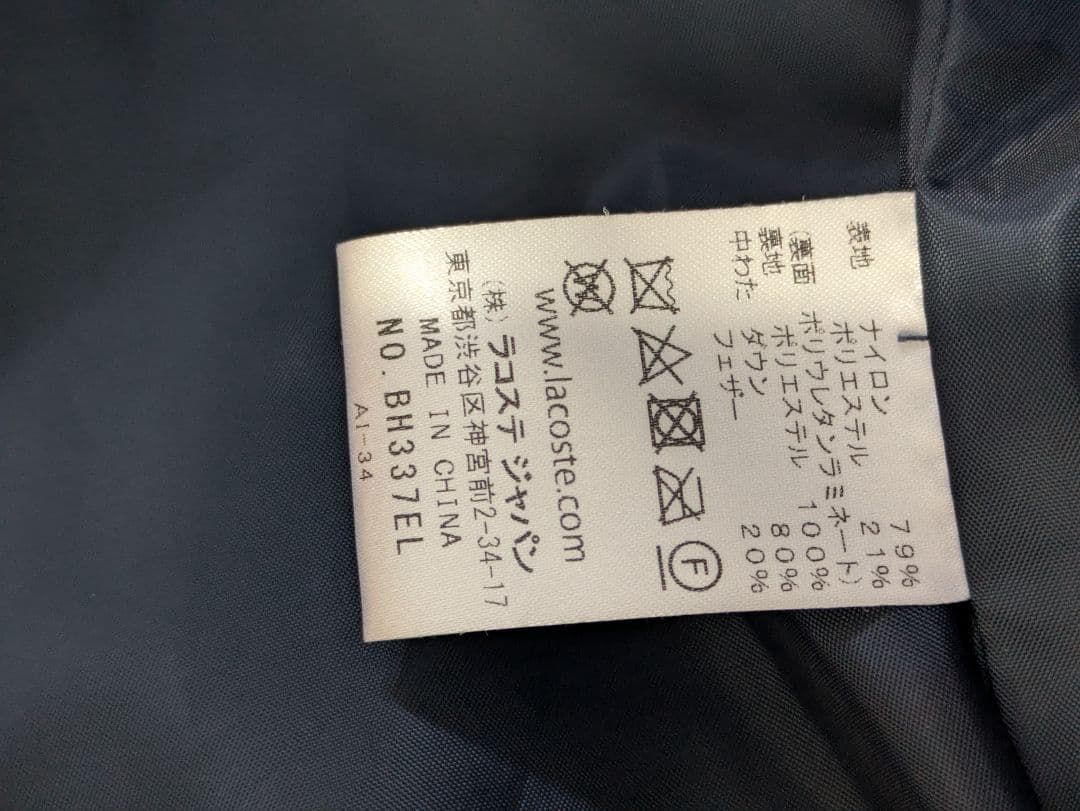 表地 ナイロン 79%
ポリエステル 21%
(裏面 ポリウレタンラミネート)
裏地 ポリエステル 100%
中わた ダウン 80%
フェザー 20%
F
W
www.lacoste.com
(株)ラコステ ジャパン
東京都渋谷区神宮前2-34-17
MADE IN CHINA
NO.BH337EL
AI-34